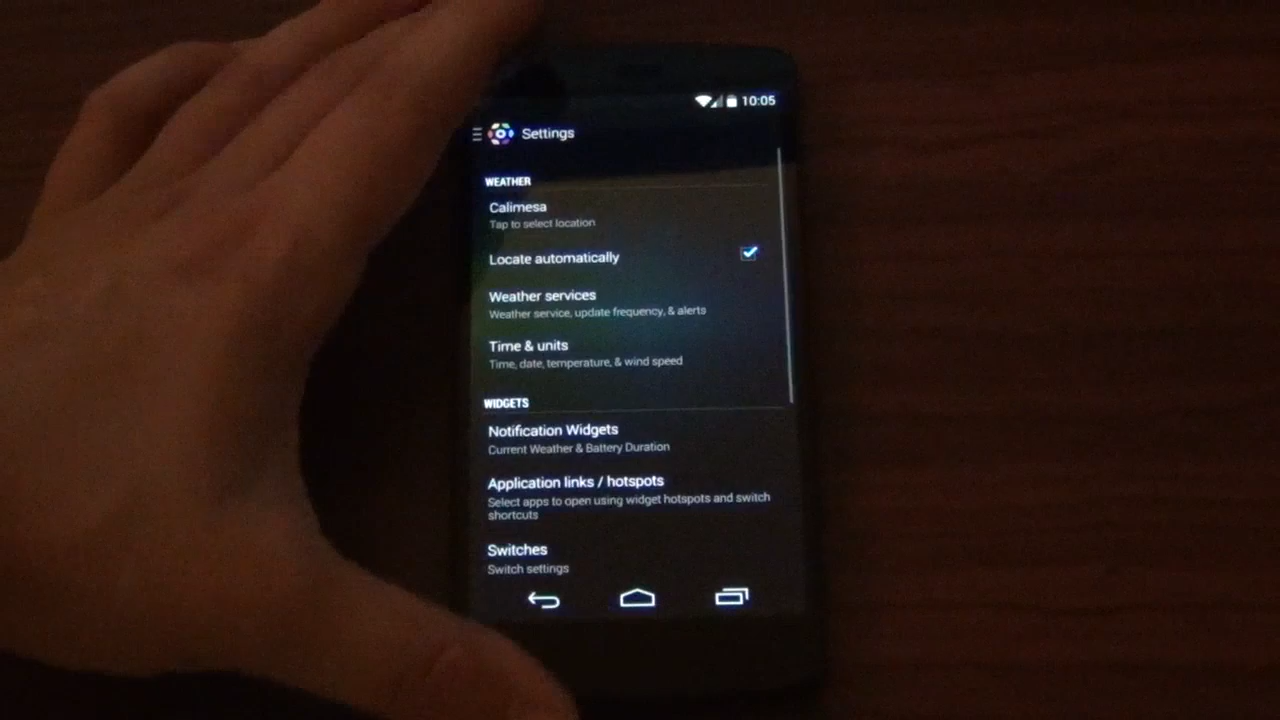 10:05
Settings
WEATHER
Calimesa
Tap to select location
Locate automatically
Weather services
Weather service, update frequency, & alerts
Time & units
Time, date, temperature, & wind speed
WIDGETS
Notification Widgets
Current Weather & Battery Duration
Application links / hotspots
Select apps to open using widget hotspots and switch
shortcuts
Switches
Switch settings